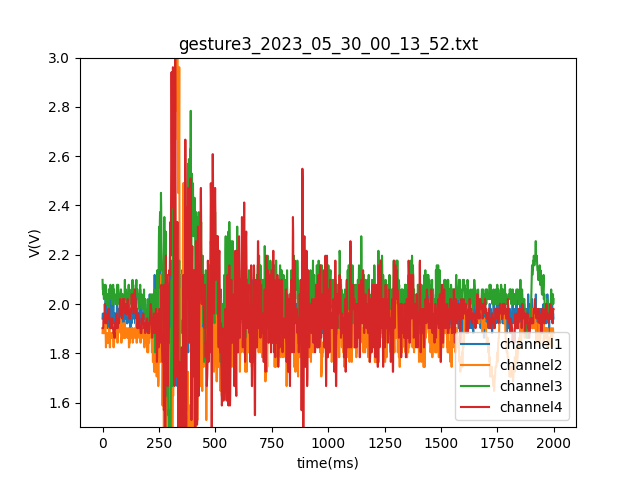 gesture3_2023_05_30_00_13_52.txt
3.0
2.8
2.6
2.4
2.2
2.0
1.8
1.6
V(V)
channel1
channel2
channel3
channel4
0 250 500 750 1000 1250 1500 1750 2000
time(ms)